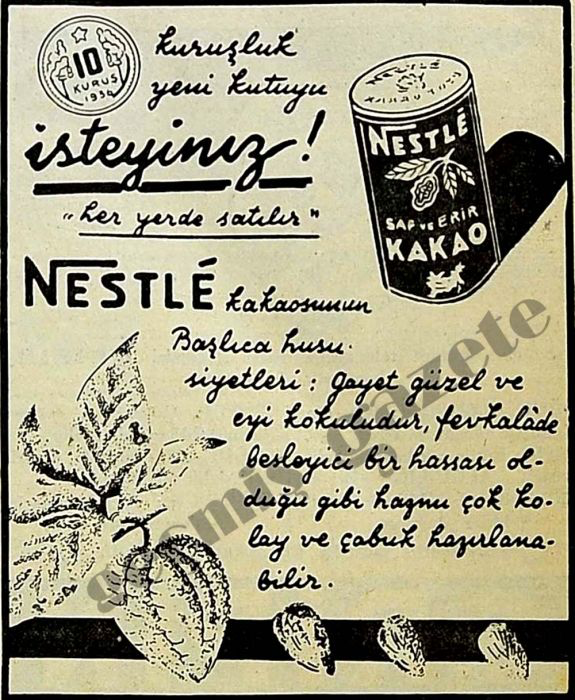 10
KURUŞ
1934
kuruşluk
yeni kutuyu
isteyiniz!
"her yerde satılır"
NESTLÉ
NESTLÉ
SAF VE ERİR
KAKAO
NESTLÉ kakaosunun
Başlıca husu-
siyetleri: Gayet güzel ve
eyi kokuludur, fevkalâde
besleyici bir hassası ol-
duğu gibi hazmı çok ko-
lay ve çabuk hazırlana-
bilir.
geçmiş gazete